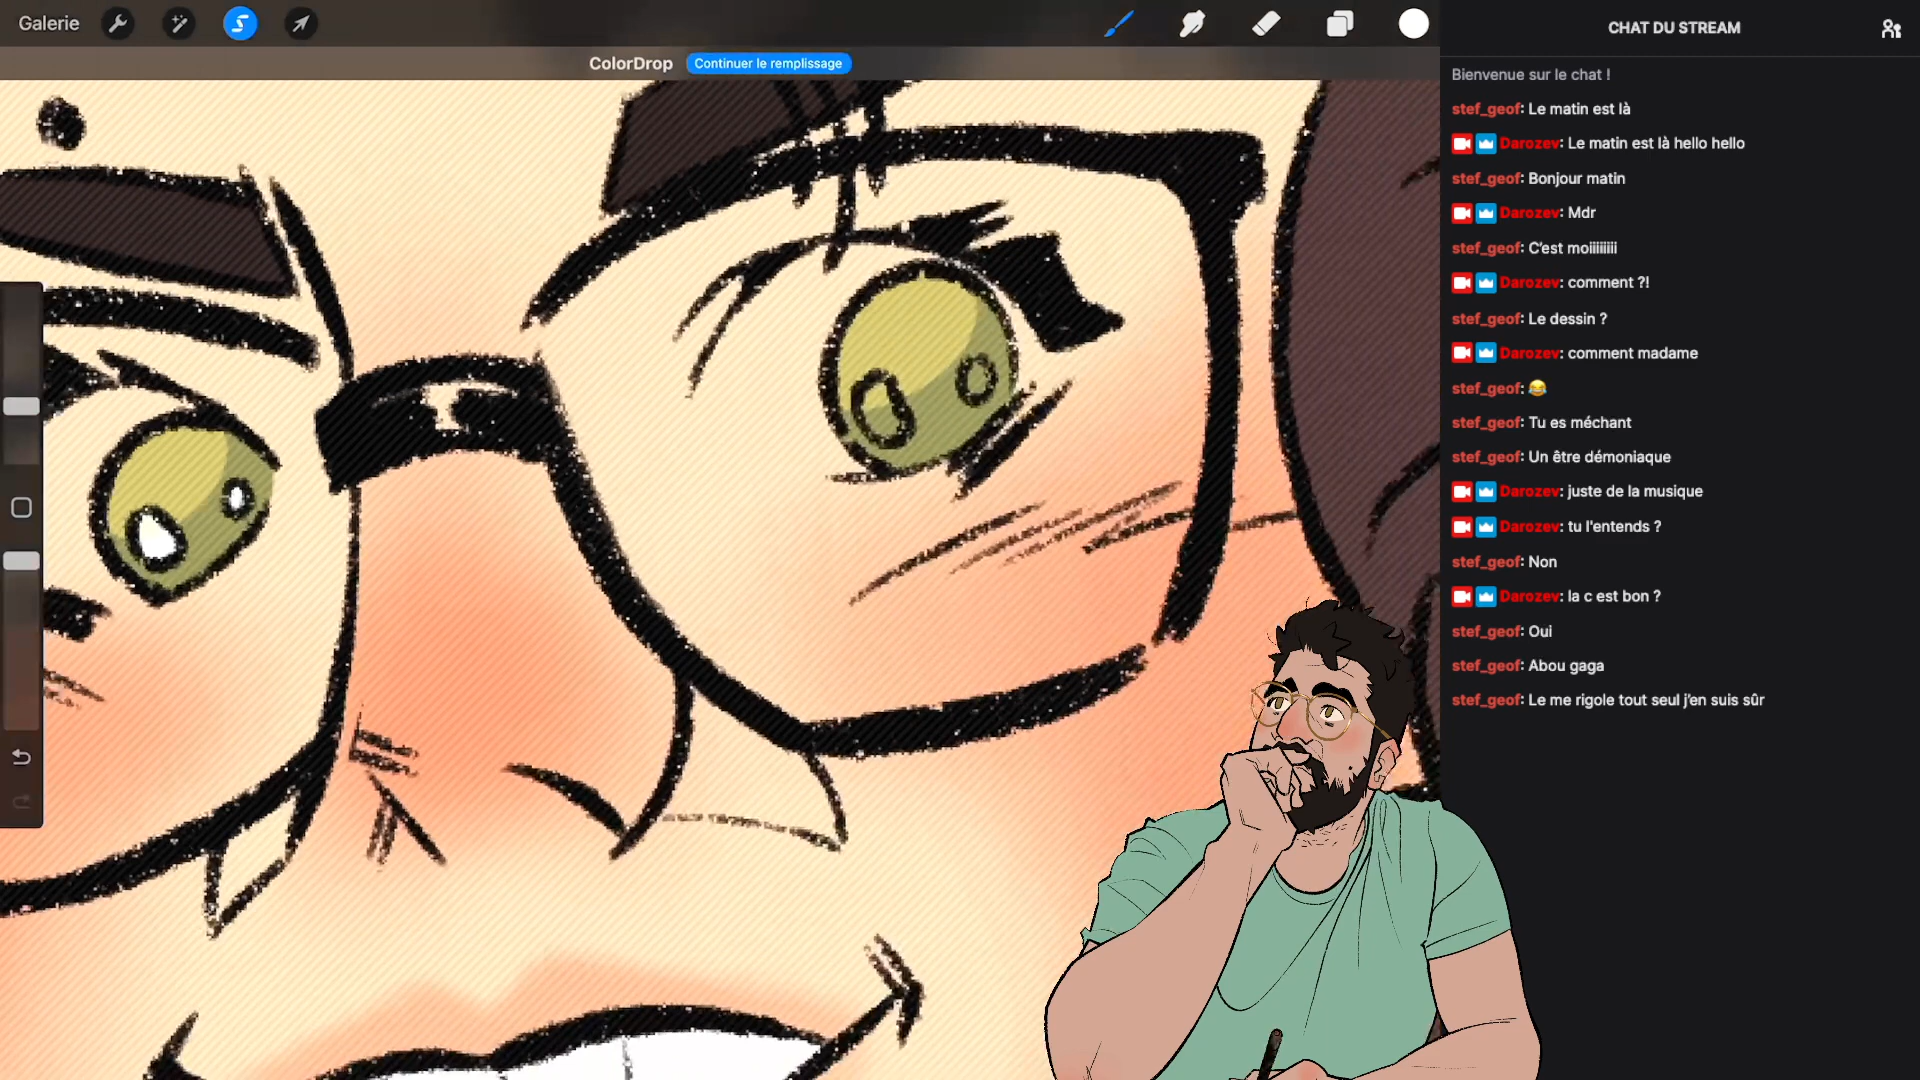 Galerie
ColorDrop Continuer le remplissage
CHAT DU STREAM
Bienvenue sur le chat !
stef_geof: Le matin est là
Darozev: Le matin est là hello hello
stef_geof: Bonjour matin
Darozev: Mdr
stef_geof: C'est moiiiiiiiii
Darozev: comment ?!
stef_geof: Le dessin ?
Darozev: comment madame
stef_geof: 😂
stef_geof: Tu es méchant
stef_geof: Un être démoniaque
Darozev: juste de la musique
Darozev: tu l'entends ?
stef_geof: Non
Darozev: la c est bon ?
stef_geof: Oui
stef_geof: Abou gaga
stef_geof: Le me rigole tout seul j'en suis sûr